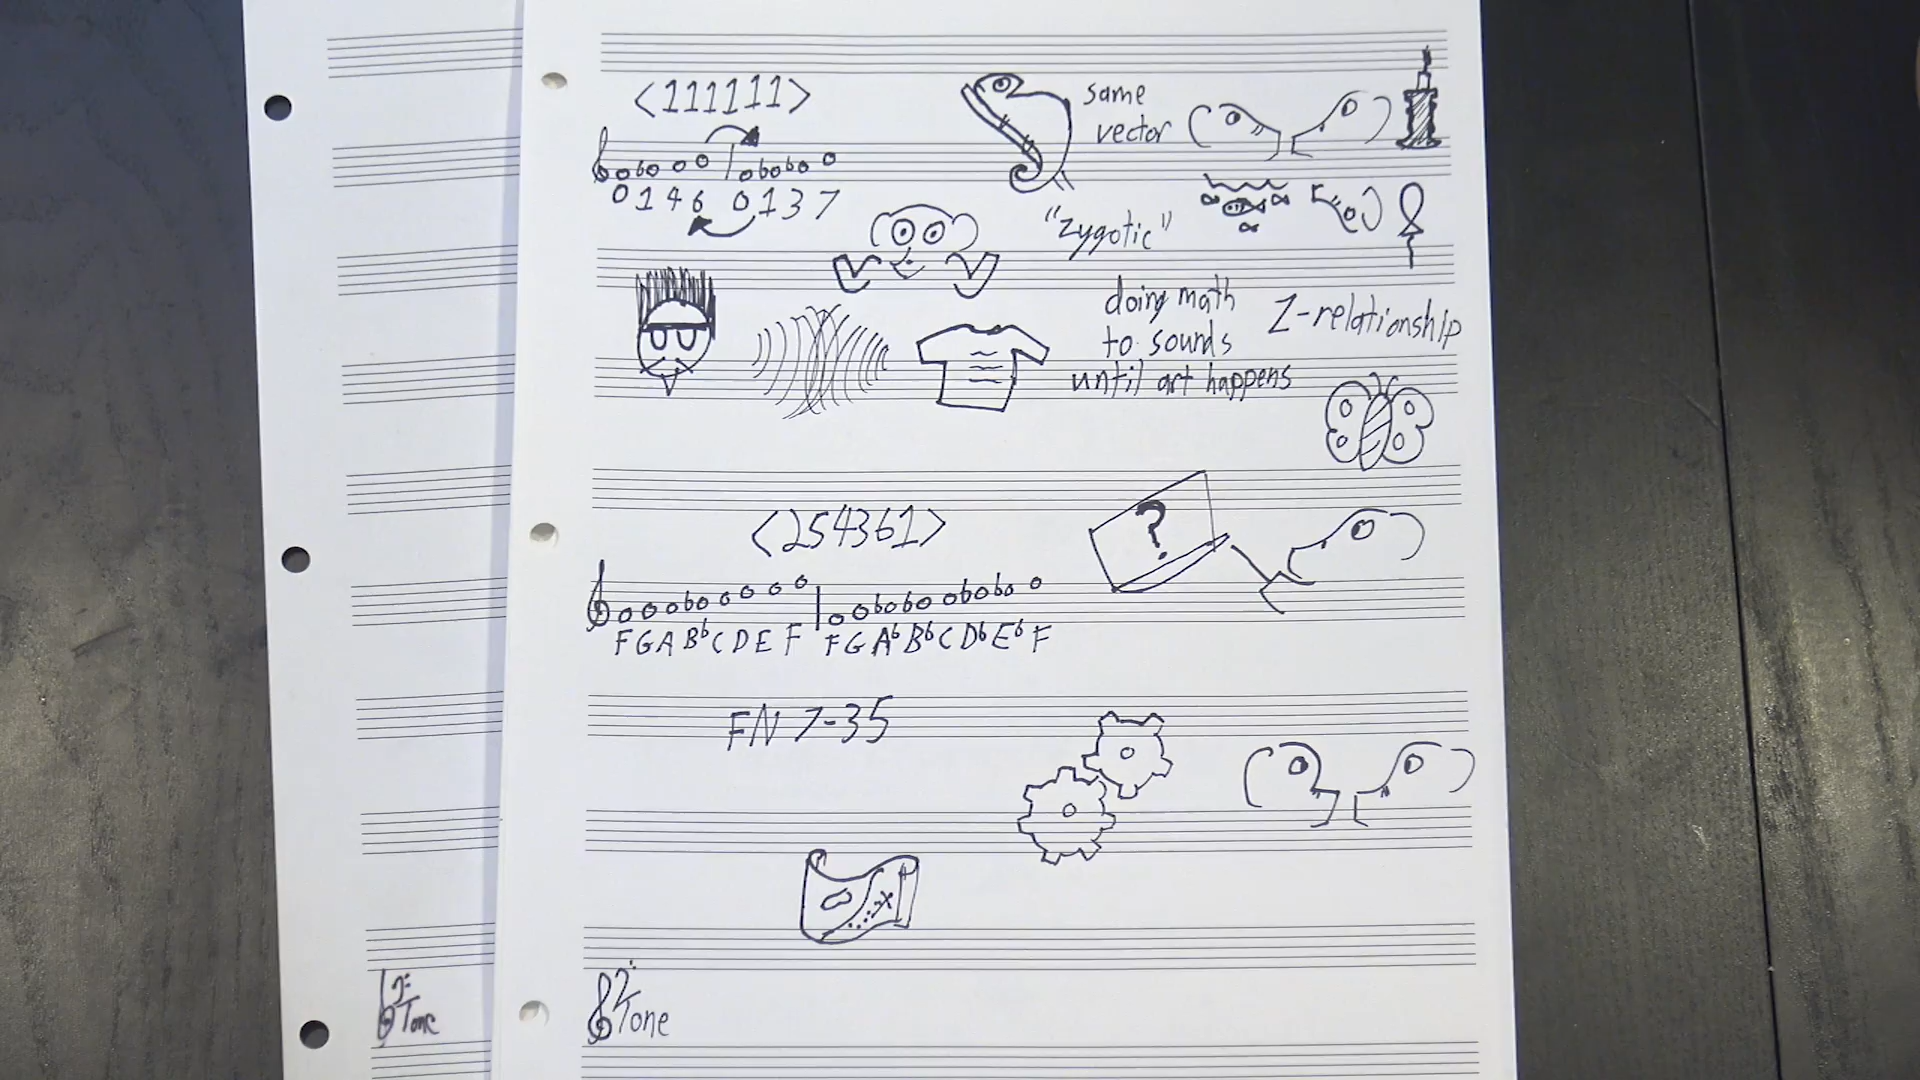 <111111>
same
vector
0 1 4 6 0 1 3 7
"Zygotic"
doing math
to sounds
until art happens
Z-relationship
<254361>
?
F G A B♭ C D E F F G A♭ B♭ C D♭ E♭ F
FN 7-35
X
Tone
Tone